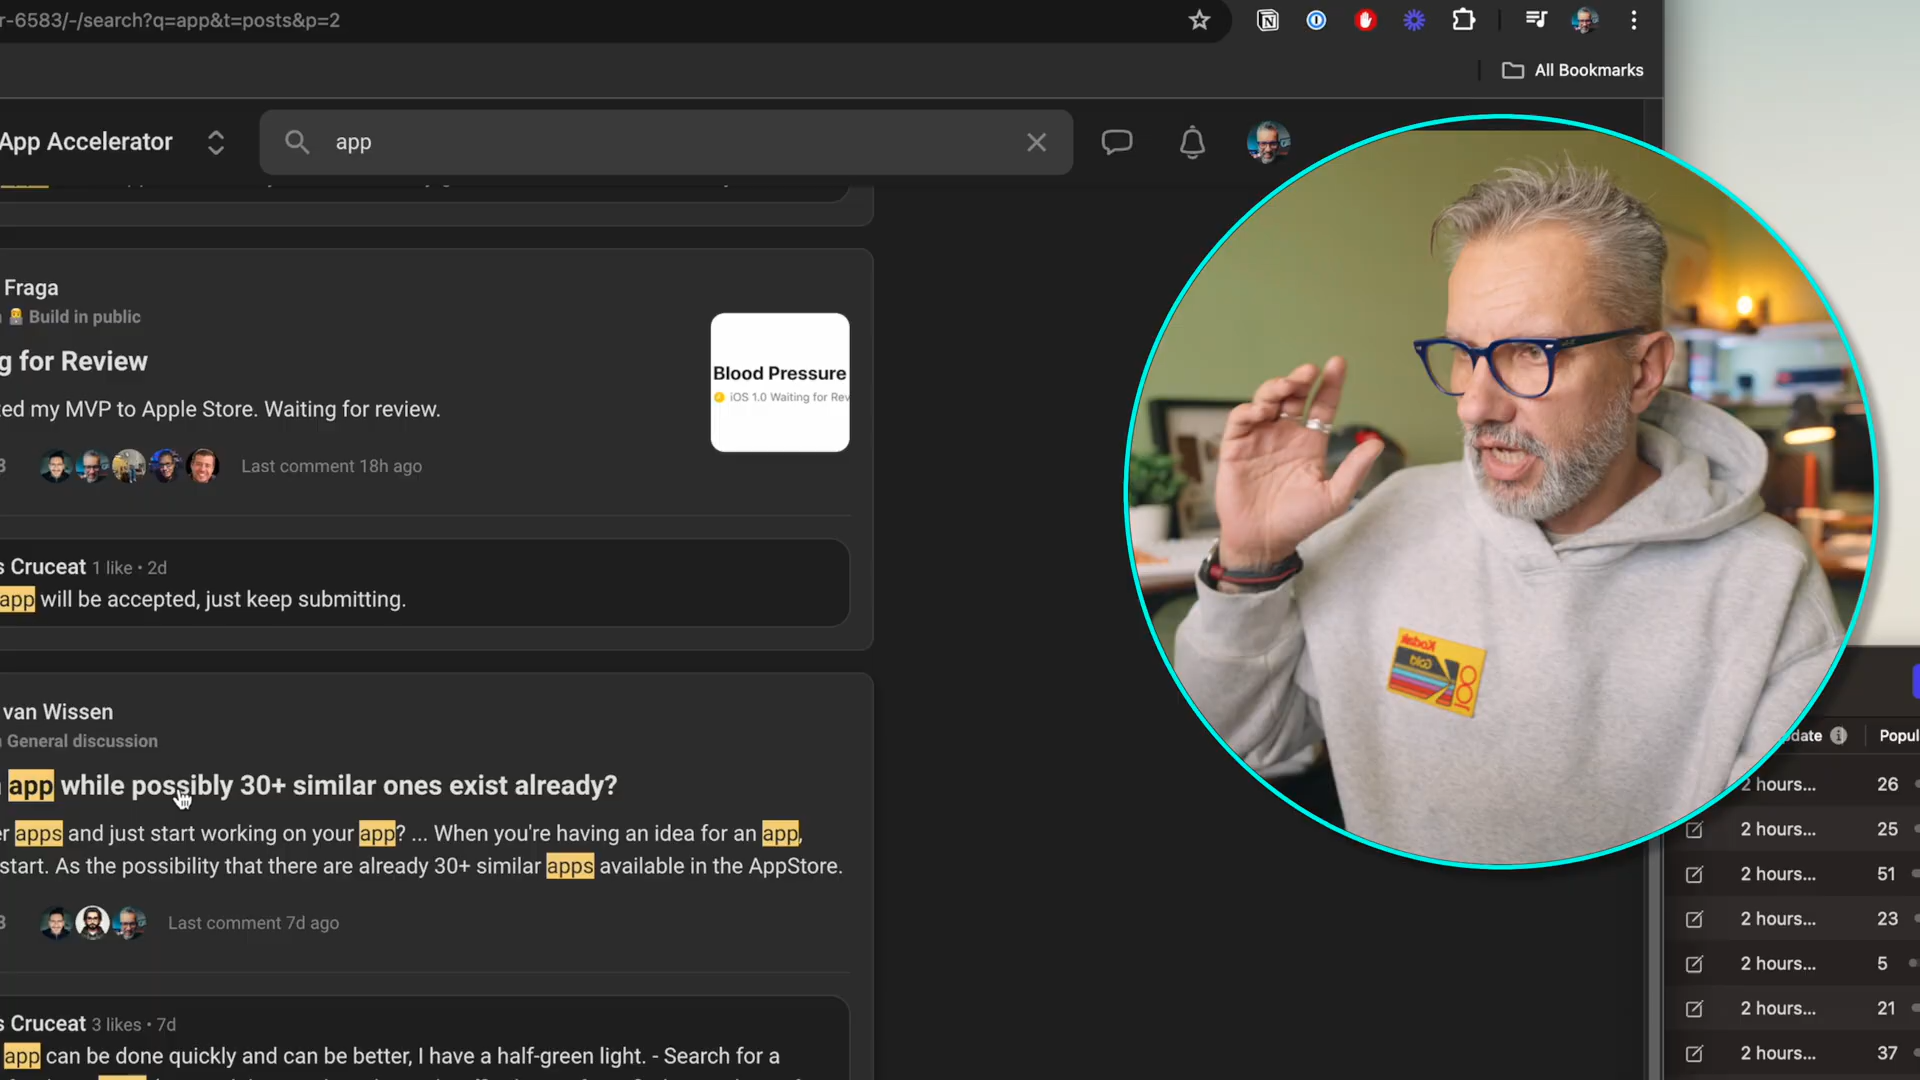 r-6583/-/search?q=app&t=posts&p=2
All Bookmarks
App Accelerator
app
Fraga
Build in public
g for Review
ted my MVP to Apple Store. Waiting for review.
Blood Pressure
iOS 1.0 Waiting for Rev
3
Last comment 18h ago
s Cruceat 1 like • 2d
app will be accepted, just keep submitting.
van Wissen
General discussion
app while possibly 30+ similar ones exist already?
er apps and just start working on your app? ... When you're having an idea for an app,
start. As the possibility that there are already 30+ similar apps available in the AppStore.
3
Last comment 7d ago
s Cruceat 3 likes • 7d
app can be done quickly and can be better, I have a half-green light. - Search for a
Kodak
date
Popul
2 hours... 26
2 hours... 25
2 hours... 51
2 hours... 23
2 hours... 5
2 hours... 21
2 hours... 37